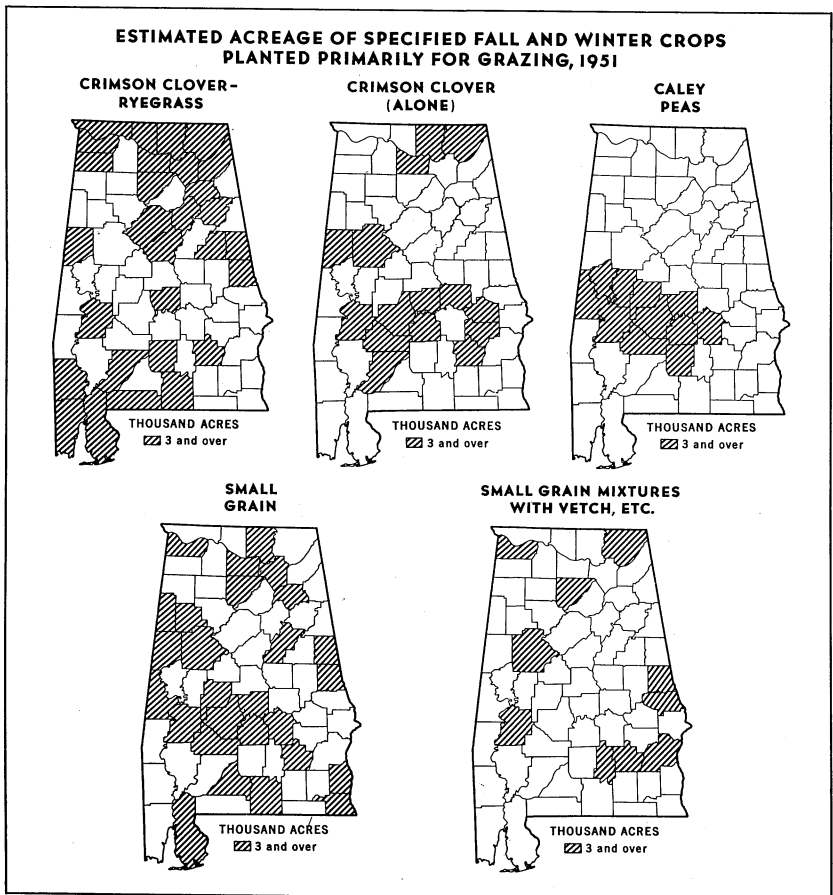 ESTIMATED ACREAGE OF SPECIFIED FALL AND WINTER CROPS
PLANTED PRIMARILY FOR GRAZING, 1951
CRIMSON CLOVER–
RYEGRASS
THOUSAND ACRES
3 and over
CRIMSON CLOVER
(ALONE)
THOUSAND ACRES
3 and over
CALEY
PEAS
THOUSAND ACRES
3 and over
SMALL
GRAIN
THOUSAND ACRES
3 and over
SMALL GRAIN MIXTURES
WITH VETCH, ETC.
THOUSAND ACRES
3 and over